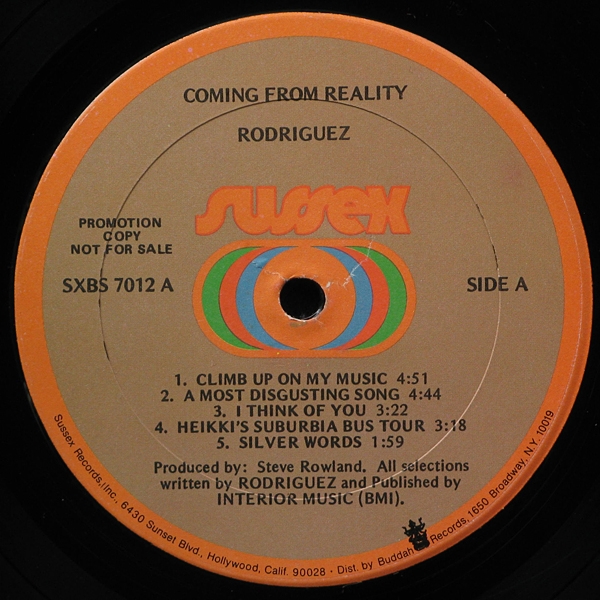 COMING FROM REALITY
RODRIGUEZ
sussex
PROMOTION
COPY
NOT FOR SALE
SXBS 7012 A
SIDE A
1. CLIMB UP ON MY MUSIC 4:51
2. A MOST DISGUSTING SONG 4:44
3. I THINK OF YOU 3:22
4. HEIKKI'S SUBURBIA BUS TOUR 3:18
5. SILVER WORDS 1:59
Produced by: Steve Rowland. All selections
written by RODRIGUEZ and Published by
INTERIOR MUSIC (BMI).
Sussex Records, Inc., 6430 Sunset Blvd., Hollywood, Calif. 90028 · Dist. by Buddah Records, 1650 Broadway, N.Y. 10019